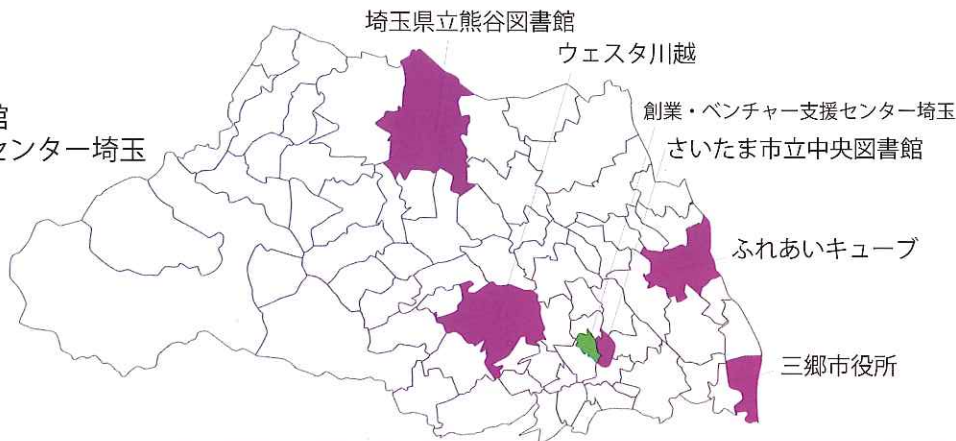 埼玉県立熊谷図書館
ウェスタ川越
創業・ベンチャー支援センター埼玉
さいたま市立中央図書館
館
センター埼玉
ふれあいキューブ
三郷市役所